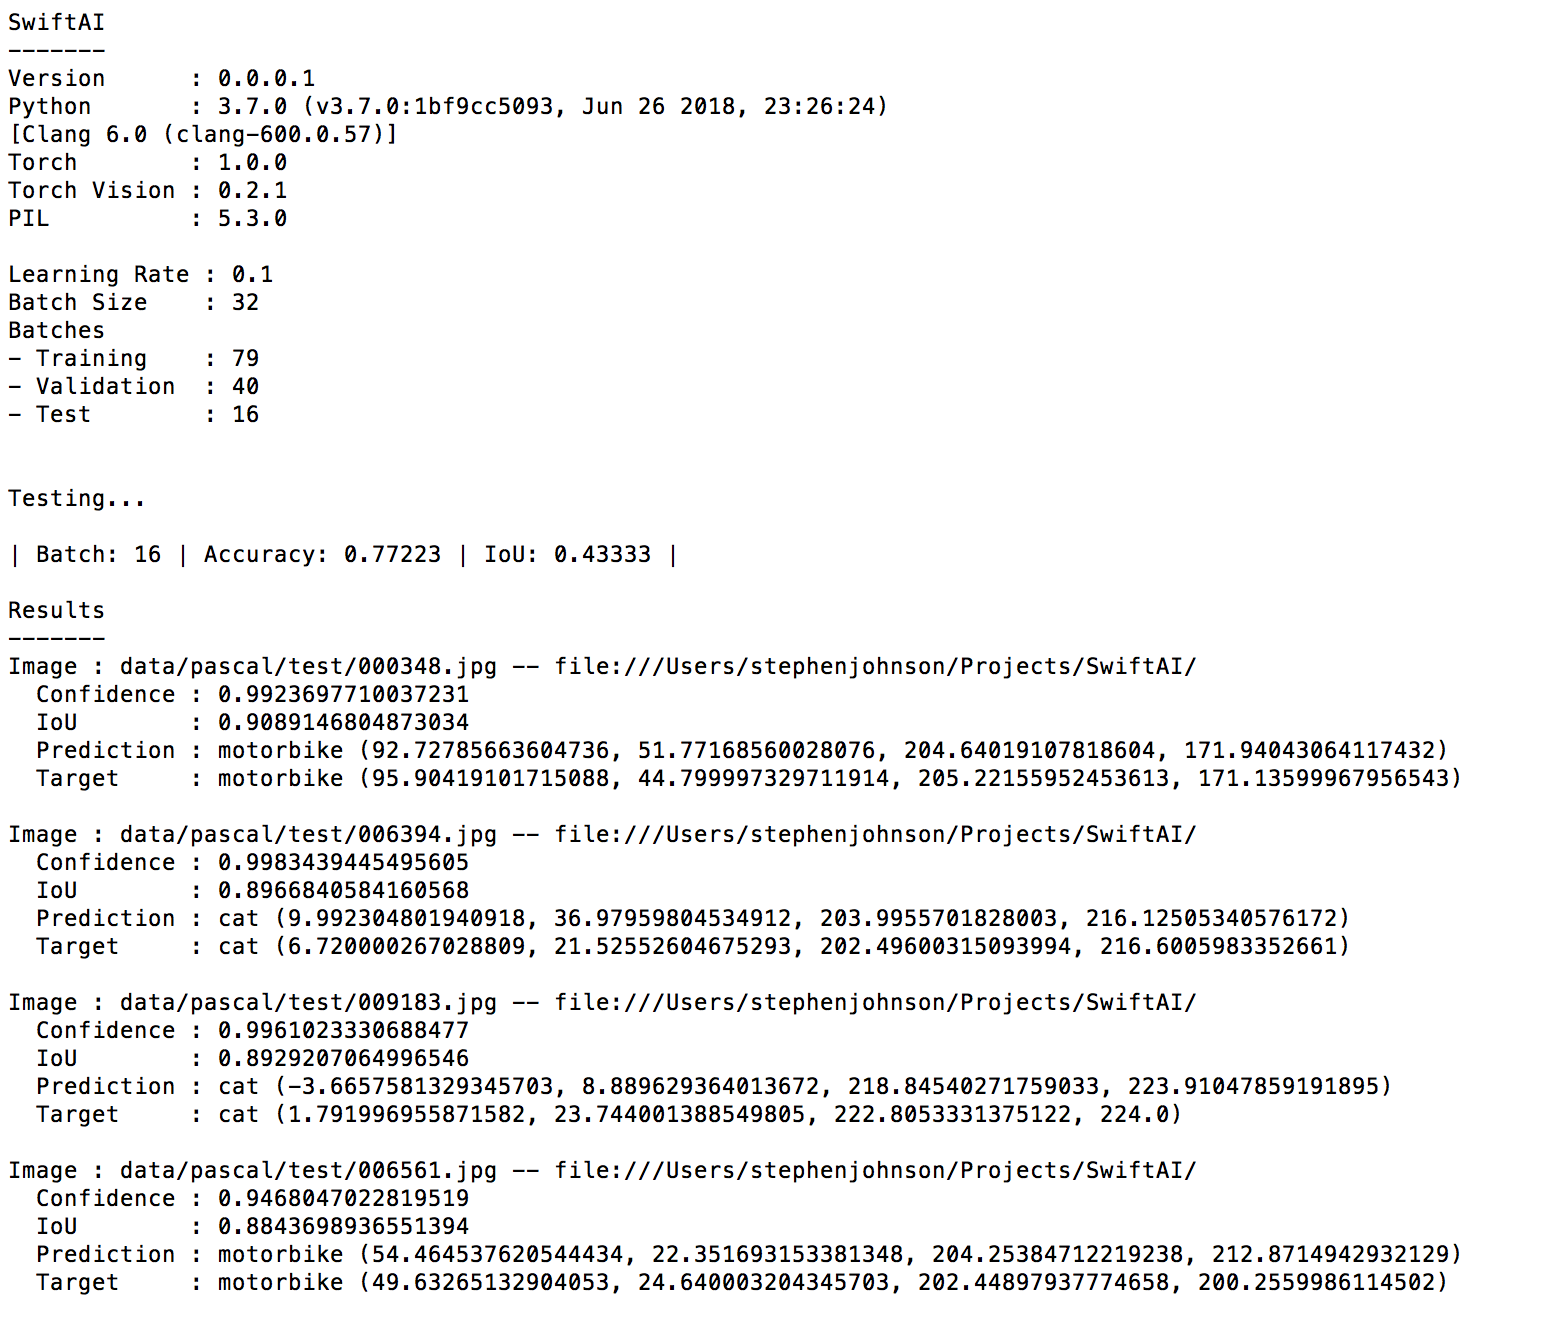 SwiftAI
-------
Version      : 0.0.0.1
Python       : 3.7.0 (v3.7.0:1bf9cc5093, Jun 26 2018, 23:26:24)
[Clang 6.0 (clang-600.0.57)]
Torch        : 1.0.0
Torch Vision : 0.2.1
PIL          : 5.3.0

Learning Rate : 0.1
Batch Size    : 32
Batches
- Training    : 79
- Validation  : 40
- Test        : 16

Testing...

| Batch: 16 | Accuracy: 0.77223 | IoU: 0.43333 |

Results
-------
Image : data/pascal/test/000348.jpg -- file:///Users/stephenjohnson/Projects/SwiftAI/
  Confidence : 0.9923697710037231
  IoU        : 0.9089146804873034
  Prediction : motorbike (92.72785663604736, 51.77168560028076, 204.64019107818604, 171.94043064117432)
  Target     : motorbike (95.90419101715088, 44.799997329711914, 205.22155952453613, 171.13599967956543)

Image : data/pascal/test/006394.jpg -- file:///Users/stephenjohnson/Projects/SwiftAI/
  Confidence : 0.9983439445495605
  IoU        : 0.8966840584160568
  Prediction : cat (9.992304801940918, 36.97959804534912, 203.9955701828003, 216.12505340576172)
  Target     : cat (6.720000267028809, 21.52552604675293, 202.49600315093994, 216.6005983352661)

Image : data/pascal/test/009183.jpg -- file:///Users/stephenjohnson/Projects/SwiftAI/
  Confidence : 0.9961023330688477
  IoU        : 0.8929207064996546
  Prediction : cat (-3.6657581329345703, 8.889629364013672, 218.84540271759033, 223.91047859191895)
  Target     : cat (1.791996955871582, 23.744001388549805, 222.8053331375122, 224.0)

Image : data/pascal/test/006561.jpg -- file:///Users/stephenjohnson/Projects/SwiftAI/
  Confidence : 0.9468047022819519
  IoU        : 0.8843698936551394
  Prediction : motorbike (54.464537620544434, 22.351693153381348, 204.25384712219238, 212.8714942932129)
  Target     : motorbike (49.63265132904053, 24.640003204345703, 202.44897937774658, 200.2559986114502)